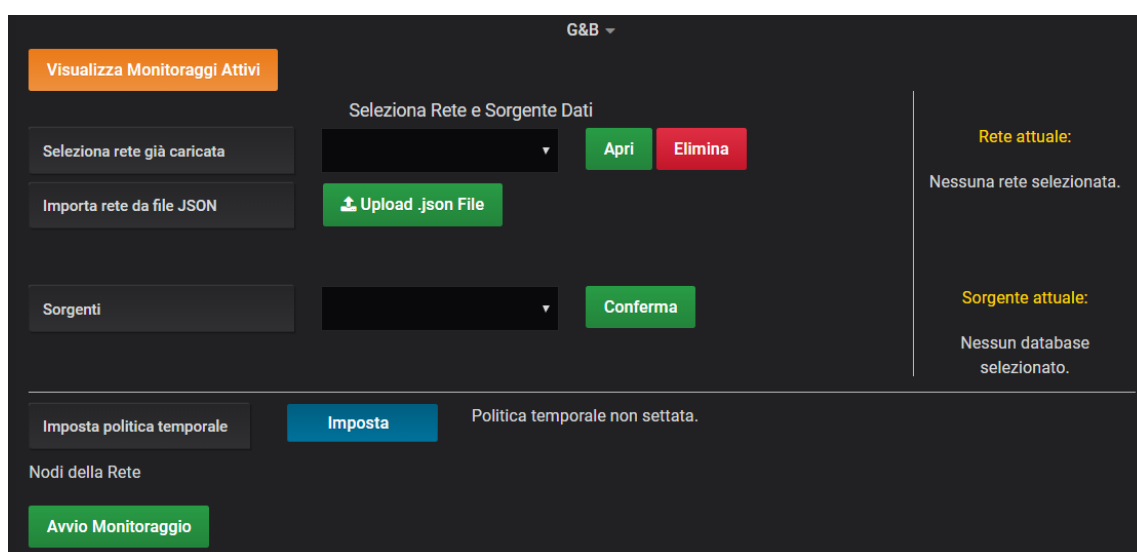 G&B
Visualizza Monitoraggi Attivi
Seleziona Rete e Sorgente Dati
Seleziona rete già caricata
Apri
Elimina
Importa rete da file JSON
Upload .json File
Rete attuale:
Nessuna rete selezionata.
Sorgenti
Conferma
Sorgente attuale:
Nessun database
selezionato.
Imposta politica temporale
Imposta
Politica temporale non settata.
Nodi della Rete
Avvio Monitoraggio